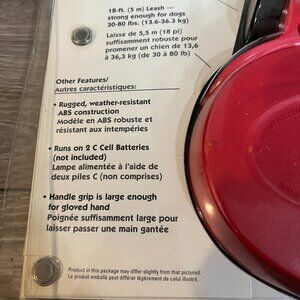 18-ft. (5 m) Leash —
strong enough for dogs
30-80 lbs. (13.6-36.3 kg)
Laisse de 5,5 m (18 pi)
suffisamment robuste pour
promener un chien de 13,6
à 36,3 kg (de 30 à 80 lb)
Other Features/
Autres caractéristiques:
• Rugged, weather-resistant
ABS construction
Modèle en ABS robuste et
résistant aux intempéries
• Runs on 2 C Cell Batteries
(not included)
Lampe alimentée à l'aide de
deux piles C (non comprises)
• Handle grip is large enough
for gloved hand
Poignée suffisamment large pour
laisser passer une main gantée
Product in this package may differ slightly from that pictured.
Le produit emballé peut différer légèrement de celui illustré.